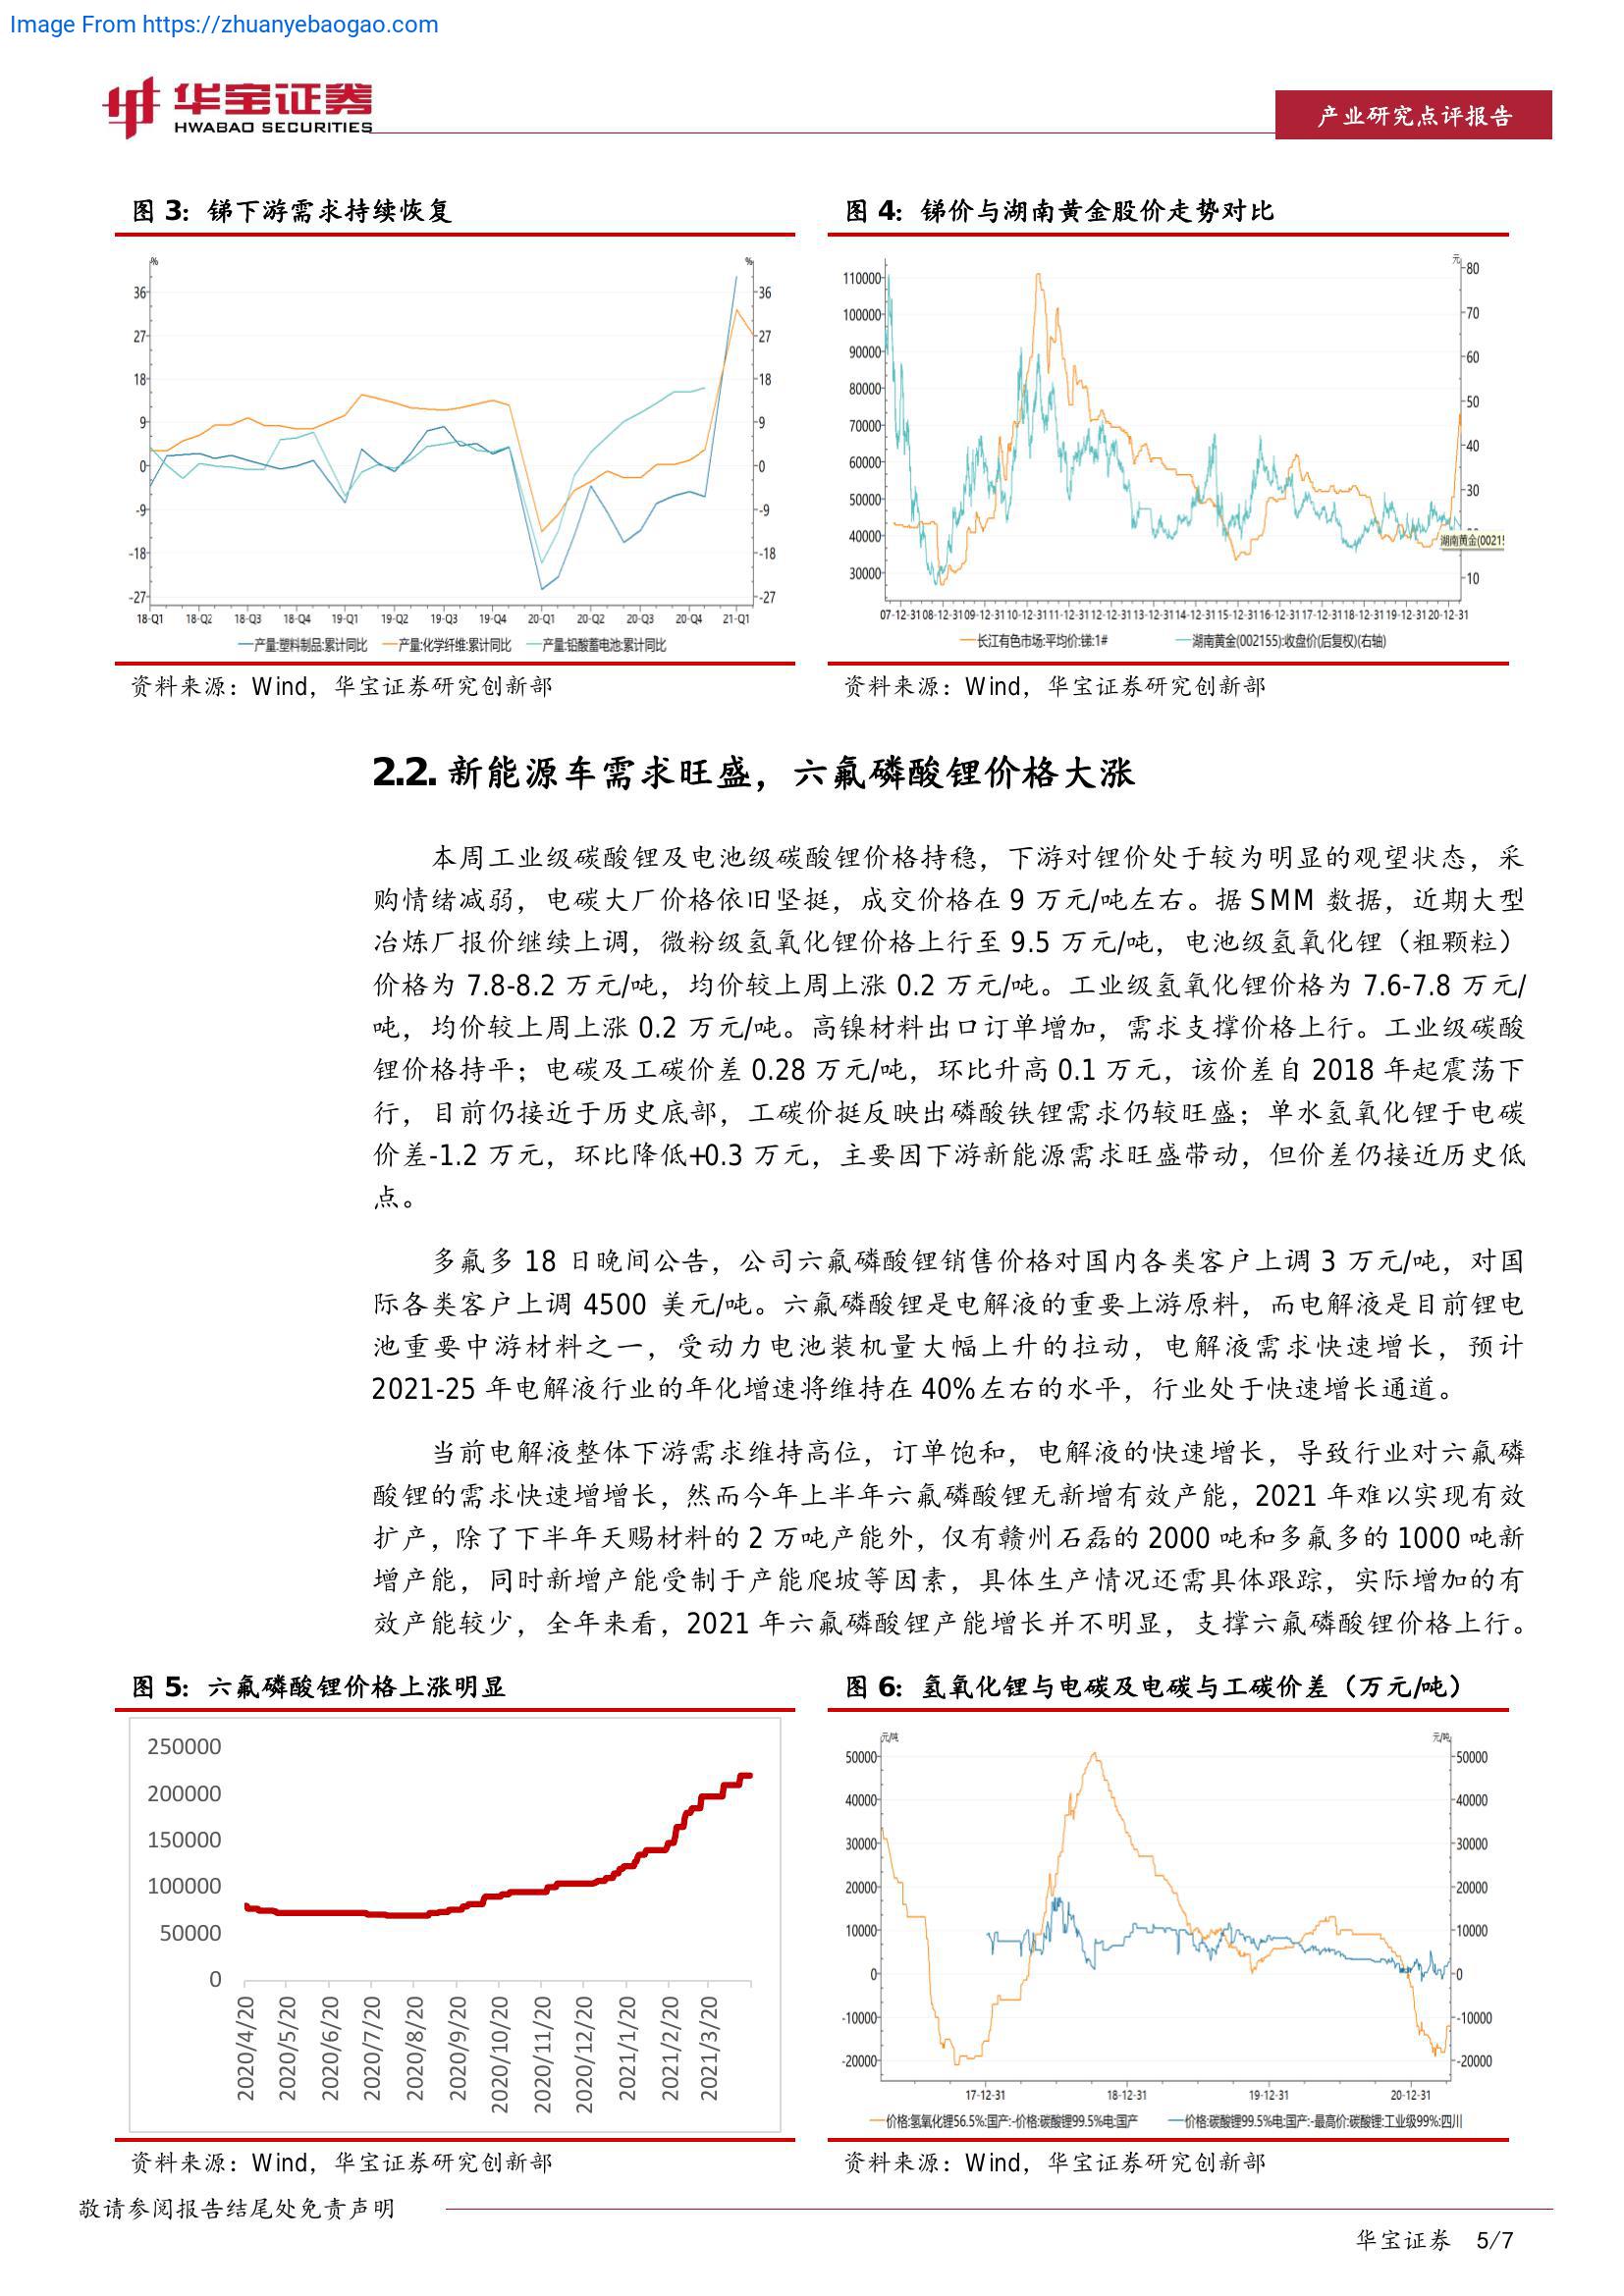 Image From https://zhuanyebaogao.com
华宝证券
HWABAO SECURITIES
产业研究点评报告
图 3：锑下游需求持续恢复
图 4：锑价与湖南黄金股价走势对比
% %
36 36
27 27
18 18
9 9
0 0
-9 -9
-18 -18
-27 -27
18-Q1 18-Q2 18-Q3 18-Q4 19-Q1 19-Q2 19-Q3 19-Q4 20-Q1 20-Q2 20-Q3 20-Q4 21-Q1
产量:塑料制品:累计同比 产量:化学纤维:累计同比 产量:铅酸蓄电池:累计同比
元
110000 80
100000 70
90000 60
80000 50
70000 40
60000 30
50000
40000 10
30000
湖南黄金(0021
07-12-31 08-12-31 09-12-31 10-12-31 11-12-31 12-12-31 13-12-31 14-12-31 15-12-31 16-12-31 17-12-31 18-12-31 19-12-31 20-12-31
长江有色市场:平均价:锑:1# 湖南黄金(002155):收盘价(后复权)(右轴)
资料来源：Wind，华宝证券研究创新部
资料来源：Wind，华宝证券研究创新部
2.2. 新能源车需求旺盛，六氟磷酸锂价格大涨
本周工业级碳酸锂及电池级碳酸锂价格持稳，下游对锂价处于较为明显的观望状态，采
购情绪减弱，电碳大厂价格依旧坚挺，成交价格在 9 万元/吨左右。据 SMM 数据，近期大型
冶炼厂报价继续上调，微粉级氢氧化锂价格上行至 9.5 万元/吨，电池级氢氧化锂（粗颗粒）
价格为 7.8-8.2 万元/吨，均价较上周上涨 0.2 万元/吨。工业级氢氧化锂价格为 7.6-7.8 万元/
吨，均价较上周上涨 0.2 万元/吨。高镍材料出口订单增加，需求支撑价格上行。工业级碳酸
锂价格持平；电碳及工碳价差 0.28 万元/吨，环比升高 0.1 万元，该价差自 2018 年起震荡下
行，目前仍接近于历史底部，工碳价挺反映出磷酸铁锂需求仍较旺盛；单水氢氧化锂于电碳
价差-1.2 万元，环比降低+0.3 万元，主要因下游新能源需求旺盛带动，但价差仍接近历史低
点。
多氟多 18 日晚间公告，公司六氟磷酸锂销售价格对国内各类客户上调 3 万元/吨，对国
际各类客户上调 4500 美元/吨。六氟磷酸锂是电解液的重要上游原料，而电解液是目前锂电
池重要中游材料之一，受动力电池装机量大幅上升的拉动，电解液需求快速增长，预计
2021-25 年电解液行业的年化增速将维持在 40%左右的水平，行业处于快速增长通道。
当前电解液整体下游需求维持高位，订单饱和，电解液的快速增长，导致行业对六氟磷
酸锂的需求快速增增长，然而今年上半年六氟磷酸锂无新增有效产能，2021 年难以实现有效
扩产，除了下半年天赐材料的 2 万吨产能外，仅有赣州石磊的 2000 吨和多氟多的 1000 吨新
增产能，同时新增产能受制于产能爬坡等因素，具体生产情况还需具体跟踪，实际增加的有
效产能较少，全年来看，2021 年六氟磷酸锂产能增长并不明显，支撑六氟磷酸锂价格上行。
图 5：六氟磷酸锂价格上涨明显
图 6：氢氧化锂与电碳及电碳与工碳价差（万元/吨）
250000
200000
150000
100000
50000
0
2020/4/20 2020/5/20 2020/6/20 2020/7/20 2020/8/20 2020/9/20 2020/10/20 2020/11/20 2020/12/20 2021/1/20 2021/2/20 2021/3/20
元/吨 元/吨
50000 50000
40000 40000
30000 30000
20000 20000
10000 10000
0 0
-10000 -10000
-20000 -20000
17-12-31 18-12-31 19-12-31 20-12-31
价格:氢氧化锂56.5%:国产:-价格:碳酸锂99.5%电:国产 价格:碳酸锂99.5%电:国产:-最高价:碳酸锂:工业级99%:四川
资料来源：Wind，华宝证券研究创新部
资料来源：Wind，华宝证券研究创新部
敬请参阅报告结尾处免责声明
华宝证券 5/7